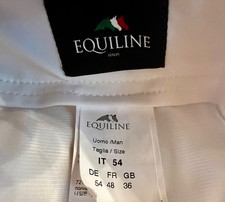 EQUILINE
EQUILINE
Uomo /Man
Taglia / Size
IT 54
DE FR GB
54 48 36